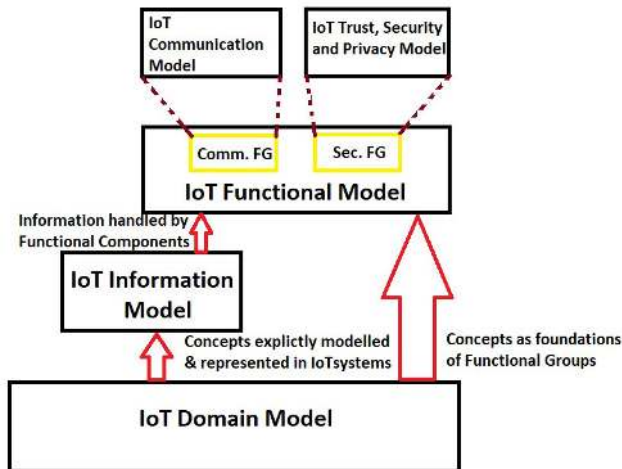 IoT
Communication
Model
IoT Trust, Security
and Privacy Model
Comm. FG
Sec. FG
IoT Functional Model
Information handled by
Functional Components
IoT Information
Model
Concepts explictly modelled
& represented in IoTsystems
Concepts as foundations
of Functional Groups
IoT Domain Model